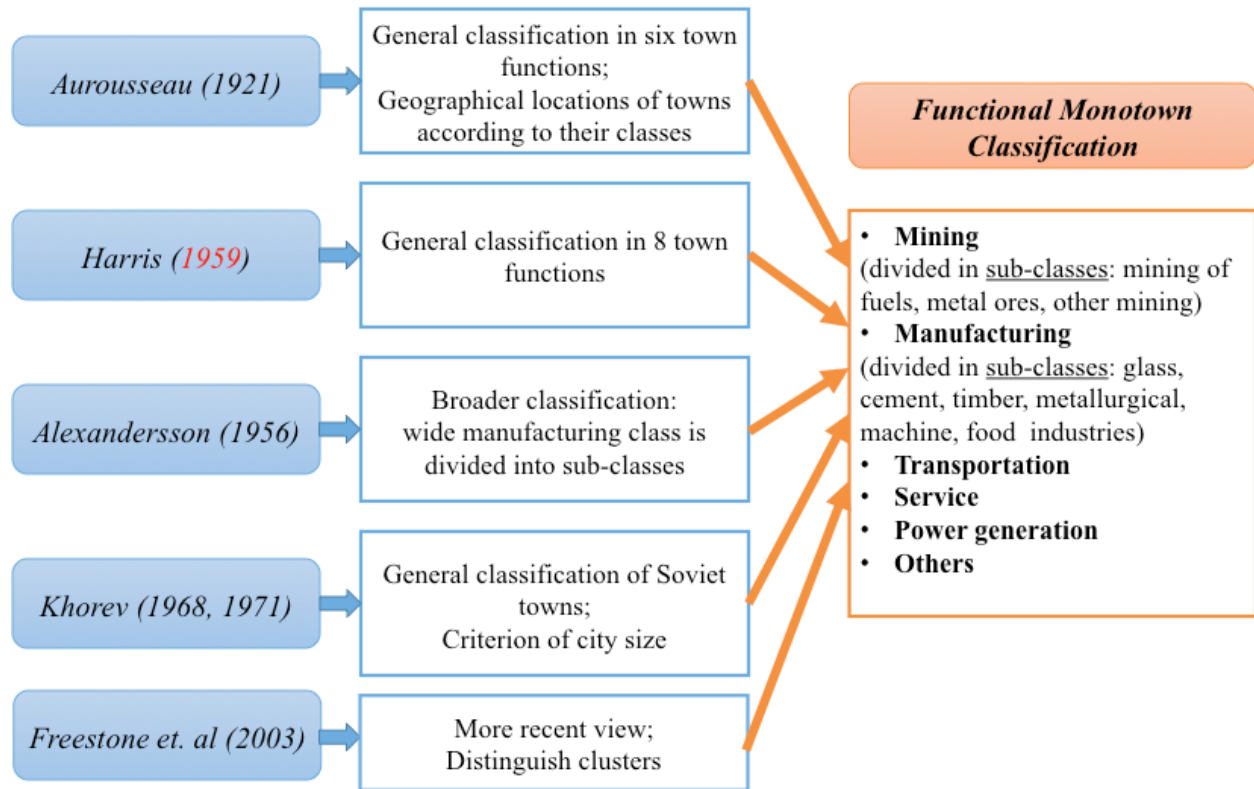 Aurousseau (1921)
General classification in six town
functions;
Geographical locations of towns
according to their classes
Harris (1959)
General classification in 8 town
functions
Alexandersson (1956)
Broader classification:
wide manufacturing class is
divided into sub-classes
Khorev (1968, 1971)
General classification of Soviet
towns;
Criterion of city size
Freestone et. al (2003)
More recent view;
Distinguish clusters
Functional Monotown
Classification
• Mining
(divided in sub-classes: mining of
fuels, metal ores, other mining)
• Manufacturing
(divided in sub-classes: glass,
cement, timber, metallurgical,
machine, food industries)
• Transportation
• Service
• Power generation
• Others